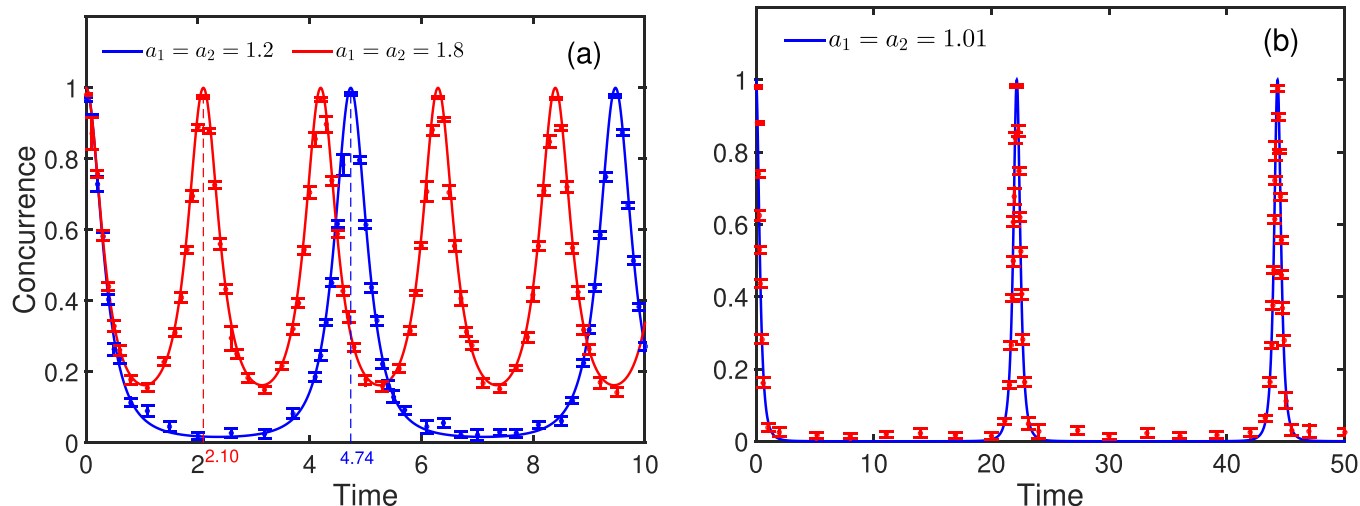 a₁ = a₂ = 1.2 a₁ = a₂ = 1.8 (a)
Concurrence
1
0.8
0.6
0.4
0.2
0
0 2 4 6 8 10
2.10 4.74
Time
a₁ = a₂ = 1.01 (b)
Concurrence
1
0.8
0.6
0.4
0.2
0
0 10 20 30 40 50
Time